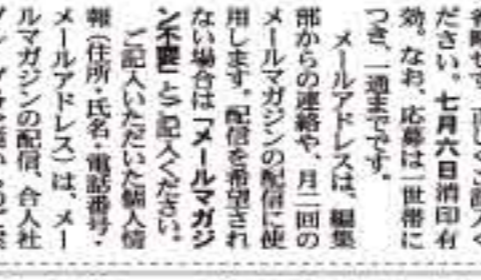 ださい。七月六日消印有
効。なお、応募は一世帯に
つき、一通までです。
メールアドレスは、編集
部からの連絡や、月二回の
メールマガジンの配信に使
用します。配信を希望され
ない場合は「メールマガジ
ン不要」とご記入ください。
ご記入いただいた個人情
報（住所・氏名・電話番号・
メールアドレス）は、メー
ルマガジンの配信、合人社